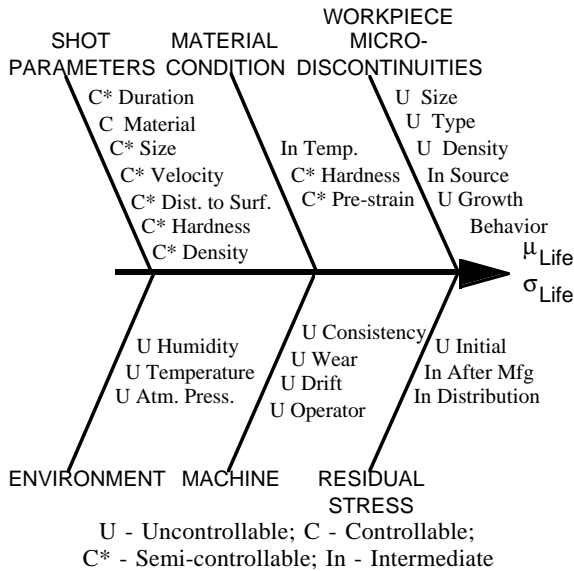 SHOT
PARAMETERS
MATERIAL
CONDITION
WORKPIECE
MICRO-
DISCONTINUITIES
C* Duration
C Material
C* Size
C* Velocity
C* Dist. to Surf.
C* Hardness
C* Density
In Temp.
C* Hardness
C* Pre-strain
U Size
U Type
U Density
In Source
U Growth
Behavior
μLife
σLife
U Humidity
U Temperature
U Atm. Press.
U Consistency
U Wear
U Drift
U Operator
U Initial
In After Mfg
In Distribution
ENVIRONMENT
MACHINE
RESIDUAL
STRESS
U - Uncontrollable; C - Controllable;
C* - Semi-controllable; In - Intermediate